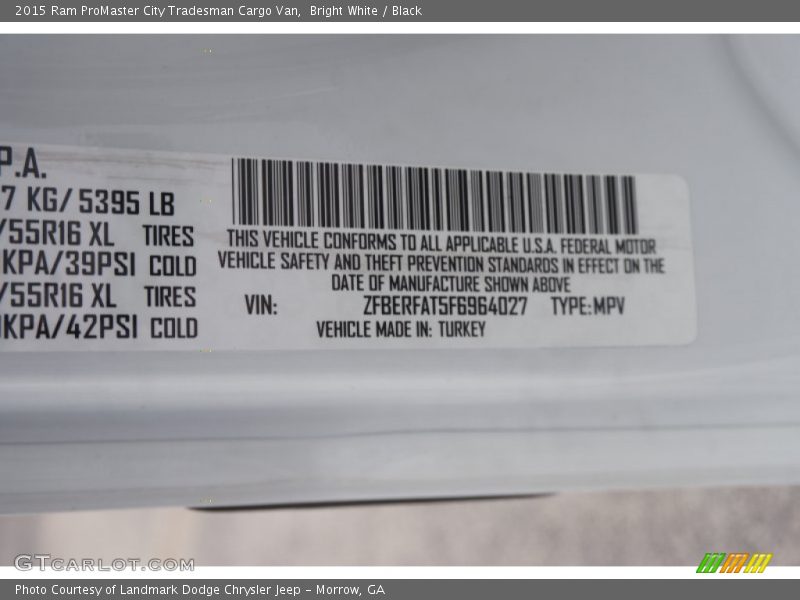 2015 Ram ProMaster City Tradesman Cargo Van,  Bright White / Black
P.A.
7 KG/ 5395 LB
/55R16 XL TIRES
KPA/39PSI COLD
/55R16 XL TIRES
KPA/42PSI COLD
THIS VEHICLE CONFORMS TO ALL APPLICABLE U.S.A. FEDERAL MOTOR
VEHICLE SAFETY AND THEFT PREVENTION STANDARDS IN EFFECT ON THE
DATE OF MANUFACTURE SHOWN ABOVE
VIN: ZFBERFAT5F6964027 TYPE:MPV
VEHICLE MADE IN: TURKEY
GTcarlot.com
Photo Courtesy of Landmark Dodge Chrysler Jeep – Morrow, GA